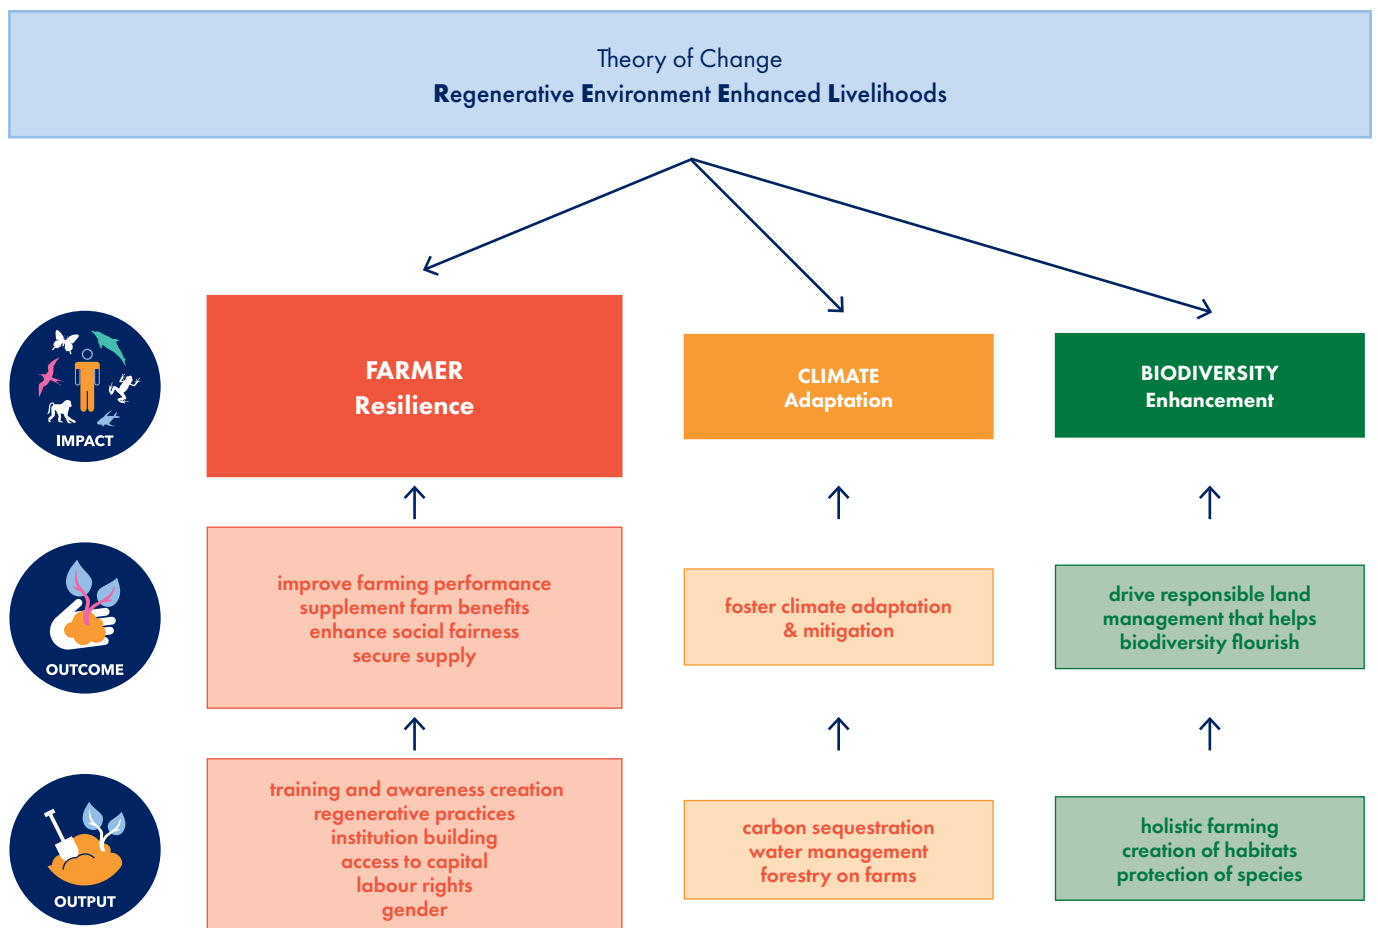 Theory of Change
Regenerative Environment Enhanced Livelihoods
IMPACT
FARMER
Resilience
CLIMATE
Adaptation
BIODIVERSITY
Enhancement
OUTCOME
improve farming performance
supplement farm benefits
enhance social fairness
secure supply
foster climate adaptation
& mitigation
drive responsible land
management that helps
biodiversity flourish
OUTPUT
training and awareness creation
regenerative practices
institution building
access to capital
labour rights
gender
carbon sequestration
water management
forestry on farms
holistic farming
creation of habitats
protection of species